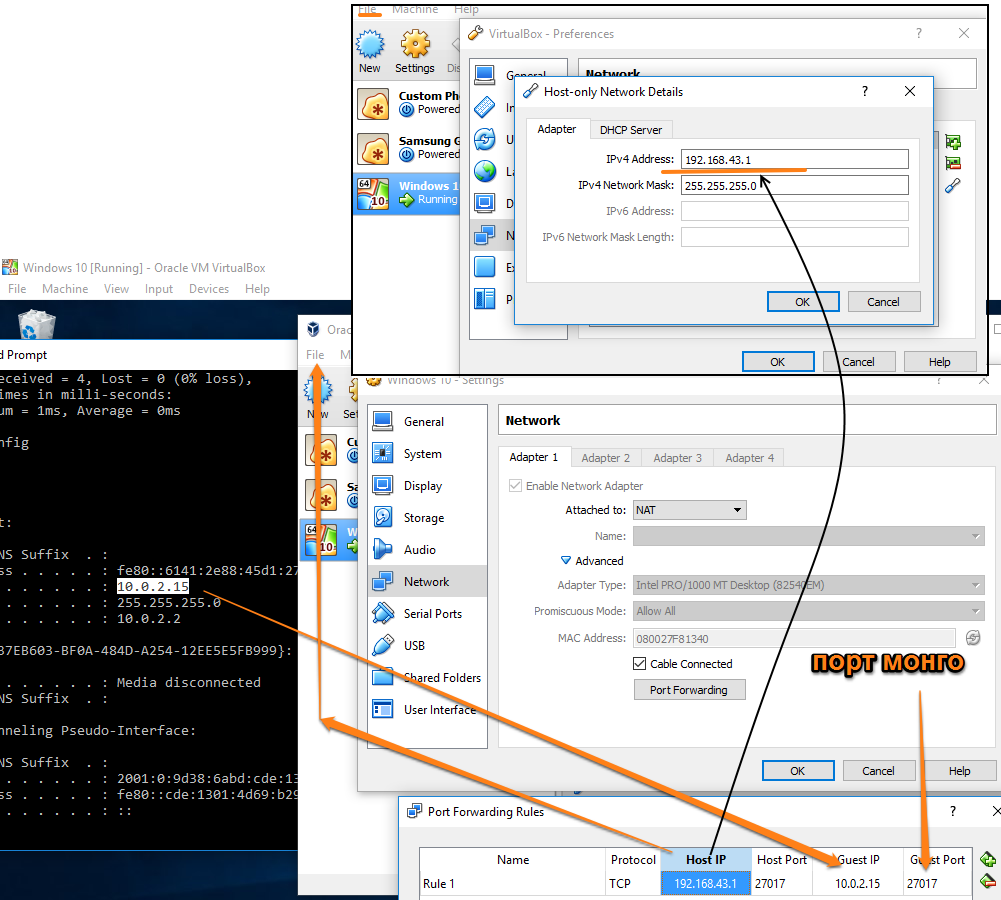 File Machine Help
VirtualBox - Preferences
New Settings Dis
General
Network
Host-only Network Details
Custom Ph
Powered
Adapter DHCP Server
Samsung G
Powered
IPv4 Address: 192.168.43.1
IPv4 Network Mask: 255.255.255.0
Windows 1
Running
64
10
IPv6 Address:
IPv6 Network Mask Length:
OK Cancel
OK Cancel Help
Windows 10 [Running] - Oracle VM VirtualBox
File Machine View Input Devices Help
Orac
File M
New Set
d Prompt
eceived = 4, Lost = 0 (0% loss),
imes in milli-seconds:
um = 1ms, Average = 0ms
nfig
t:
NS Suffix . :
ss . . . . . : fe80::6141:2e88:45d1:27
. . . . . . : 10.0.2.15
. . . . . . : 255.255.255.0
. . . . . . : 10.0.2.2
37EB603-BF0A-484D-A254-12EE5E5FB999}:
. . . . . . : Media disconnected
NS Suffix . :
nneling Pseudo-Interface:
NS Suffix . :
. . . . . . : 2001:0:9d38:6abd:cde:13
ss . . . . . : fe80::cde:1301:4d69:b29
. . . . . . : ::
Windows 10 - Settings
General
System
Display
Storage
Audio
Network
Serial Ports
USB
Shared Folders
User Interface
Network
Adapter 1 Adapter 2 Adapter 3 Adapter 4
Enable Network Adapter
Attached to: NAT
Name:
Advanced
Adapter Type: Intel PRO/1000 MT Desktop (82540EM)
Promiscuous Mode: Allow All
MAC Address: 080027F81340
Cable Connected
Port Forwarding
порт монго
OK Cancel Help
Port Forwarding Rules
Name Protocol Host IP Host Port Guest IP Guest Port
Rule 1 TCP 192.168.43.1 27017 10.0.2.15 27017